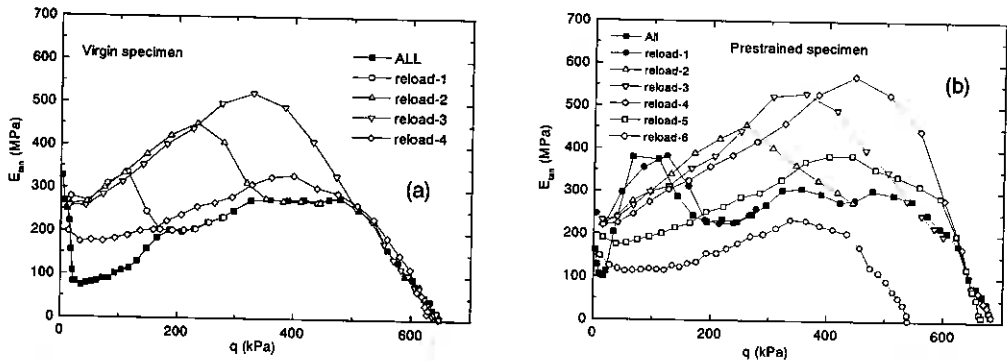 700
600
500
400
300
200
100
0
E_tan (MPa)
Virgin specimen
ALL
reload-1
reload-2
reload-3
reload-4
(a)
0
200
400
600
q (kPa)
700
600
500
400
300
200
100
0
E_tan (MPa)
Prestrained specimen
All
reload-1
reload-2
reload-3
reload-4
reload-5
reload-6
(b)
0
200
400
600
q (kPa)